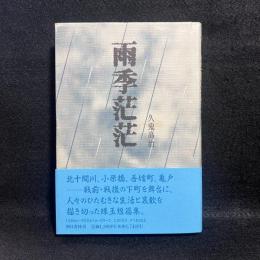 雨季茫茫
北十間川、小原橋、吾嬬町、亀戸
——戦前・戦後の下町を舞台に、
人々のひたむきな生活と哀歓を
描き切った珠玉短篇集。